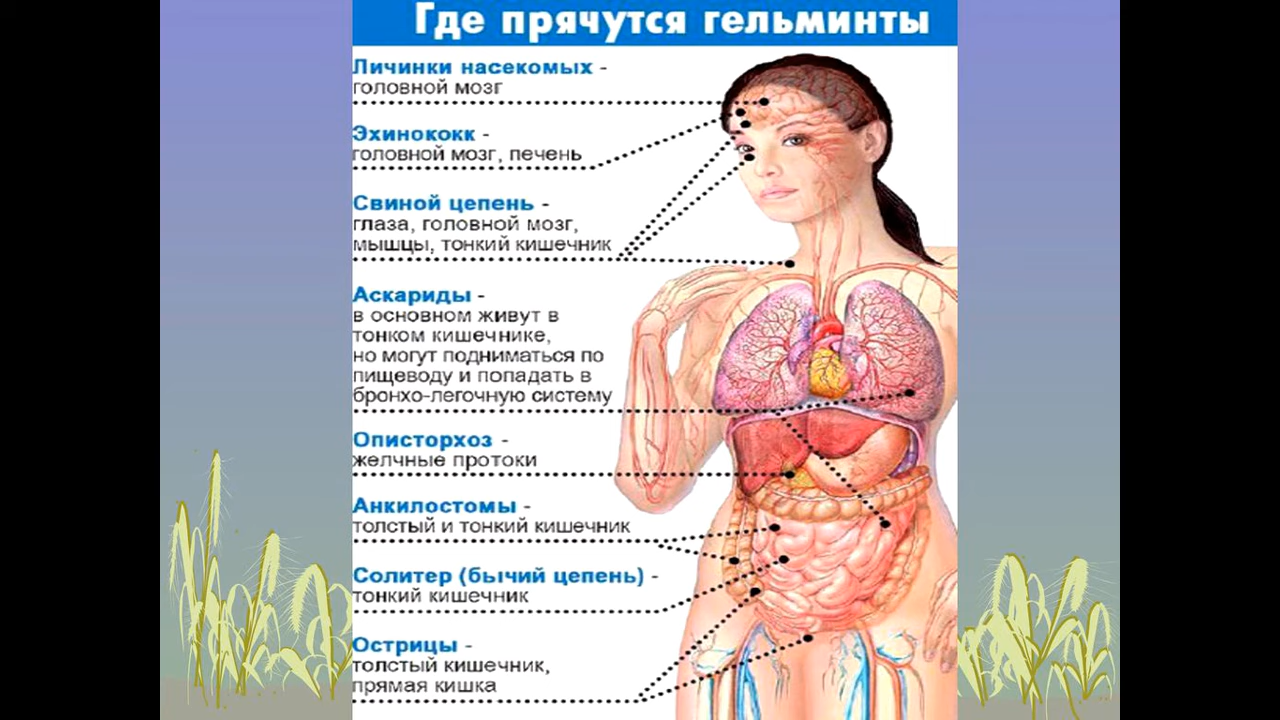 Где прячутся гельминты
Личинки насекомых -
головной мозг
Эхинококк -
головной мозг, печень
Свиной цепень -
глаза, головной мозг,
мышцы, тонкий кишечник
Аскариды -
в основном живут в
тонком кишечнике,
но могут подниматься по
пищеводу и попадать в
бронхо-легочную систему
Описторхоз -
желчные протоки
Анкилостомы -
толстый и тонкий кишечник
Солитер (бычий цепень) -
тонкий кишечник
Острицы -
толстый кишечник,
прямая кишка